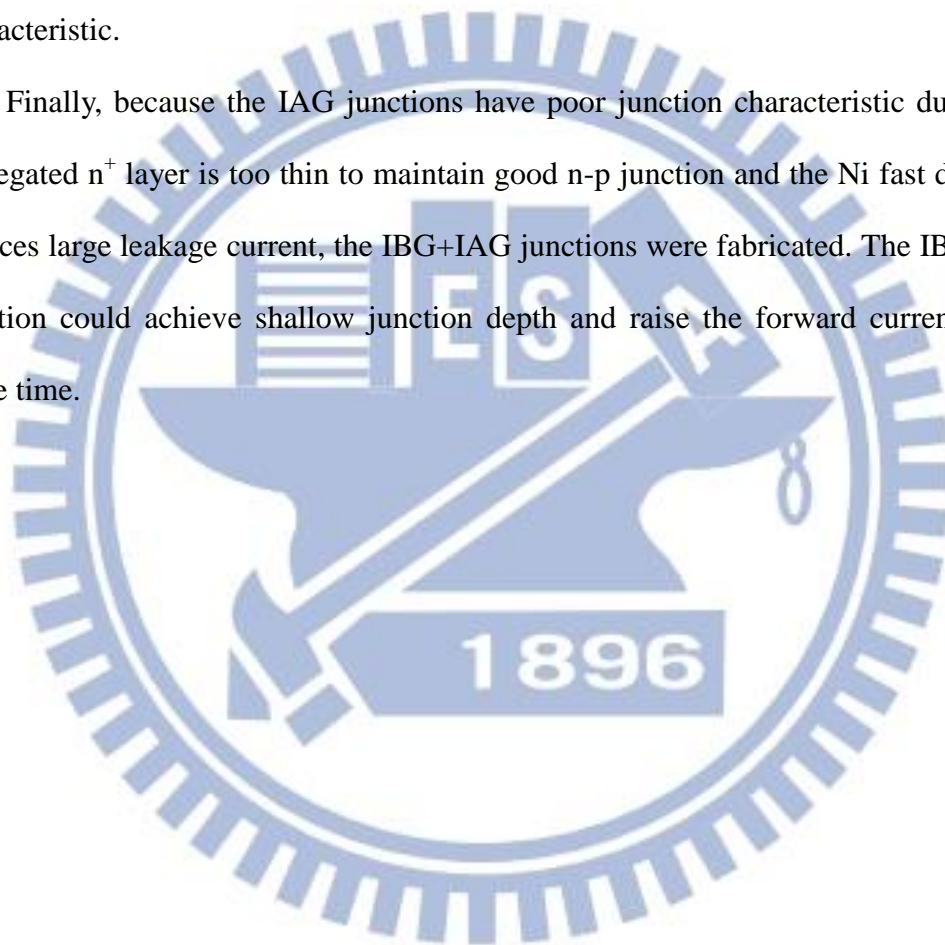 acteristic.
Finally, because the IAG junctions have poor junction characteristic du
egated n⁺ layer is too thin to maintain good n-p junction and the Ni fast d
ces large leakage current, the IBG+IAG junctions were fabricated. The IB
tion could achieve shallow junction depth and raise the forward current
e time.
E S A
1896